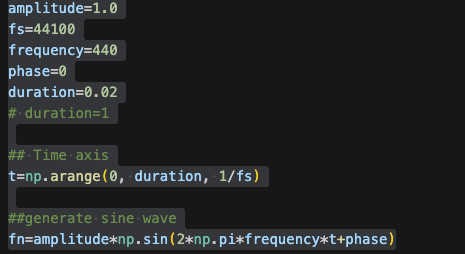 amplitude=1.0
fs=44100
frequency=440
phase=0
duration=0.02
# duration=1
## Time axis
t=np.arange(0, duration, 1/fs)
##generate sine wave
fn=amplitude*np.sin(2*np.pi*frequency*t+phase)